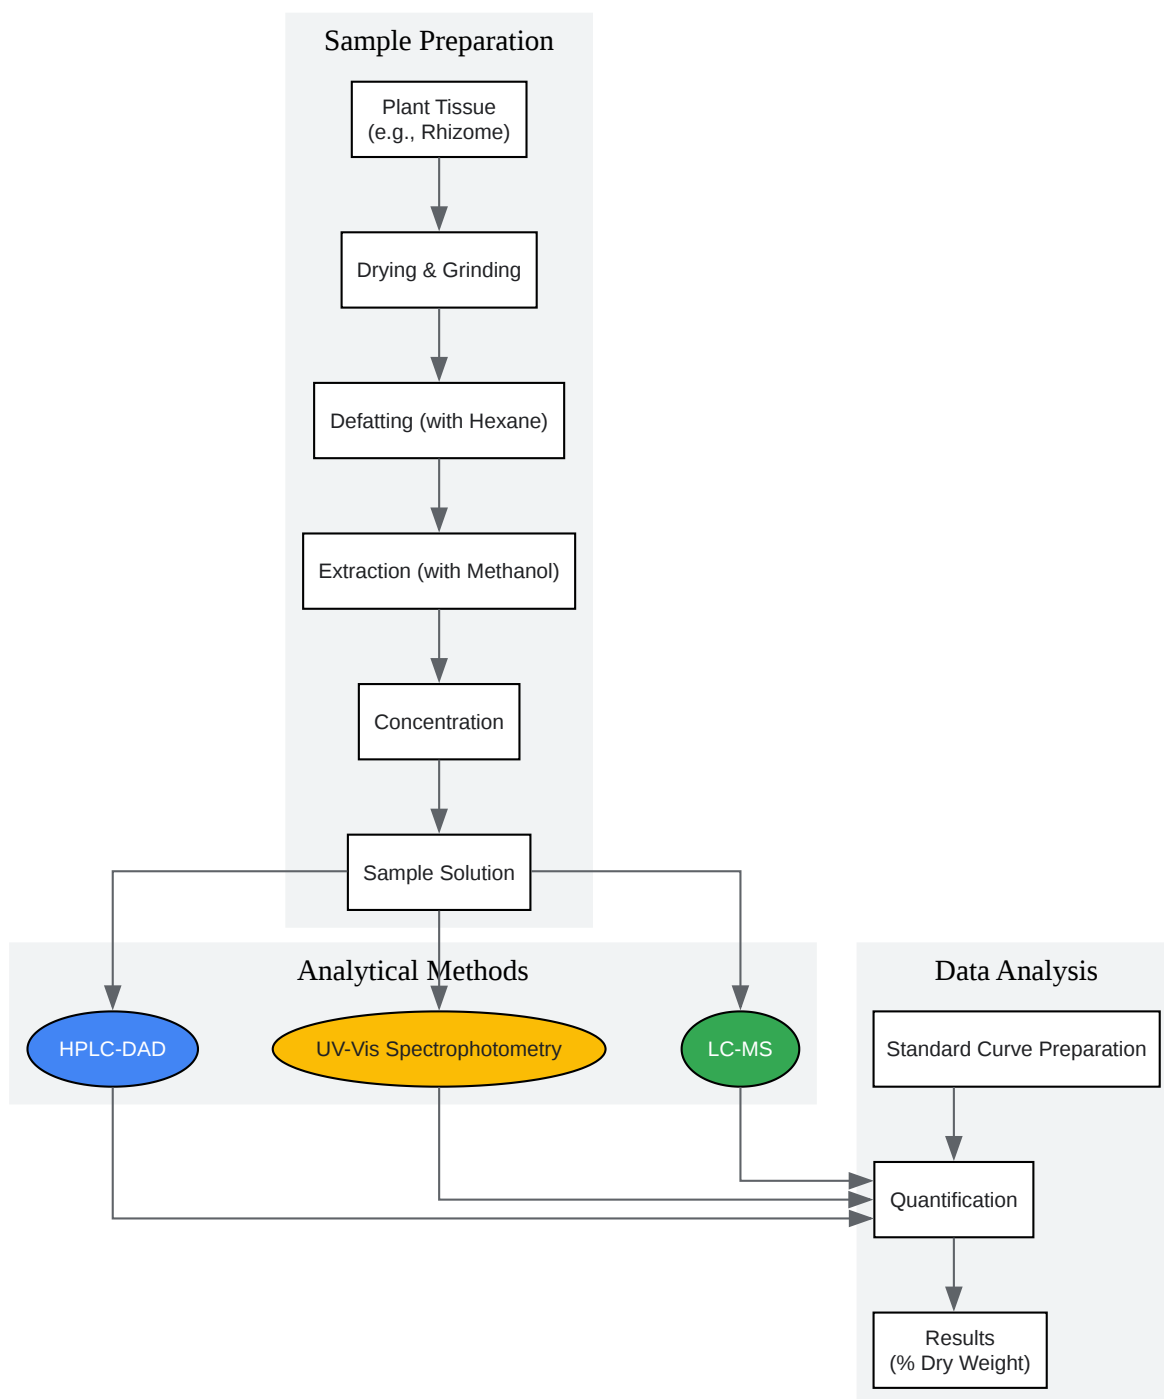 Sample Preparation
Plant Tissue
(e.g., Rhizome)
Drying & Grinding
Defatting (with Hexane)
Extraction (with Methanol)
Concentration
Sample Solution
Analytical Methods
HPLC-DAD
UV-Vis Spectrophotometry
LC-MS
Data Analysis
Standard Curve Preparation
Quantification
Results
(% Dry Weight)